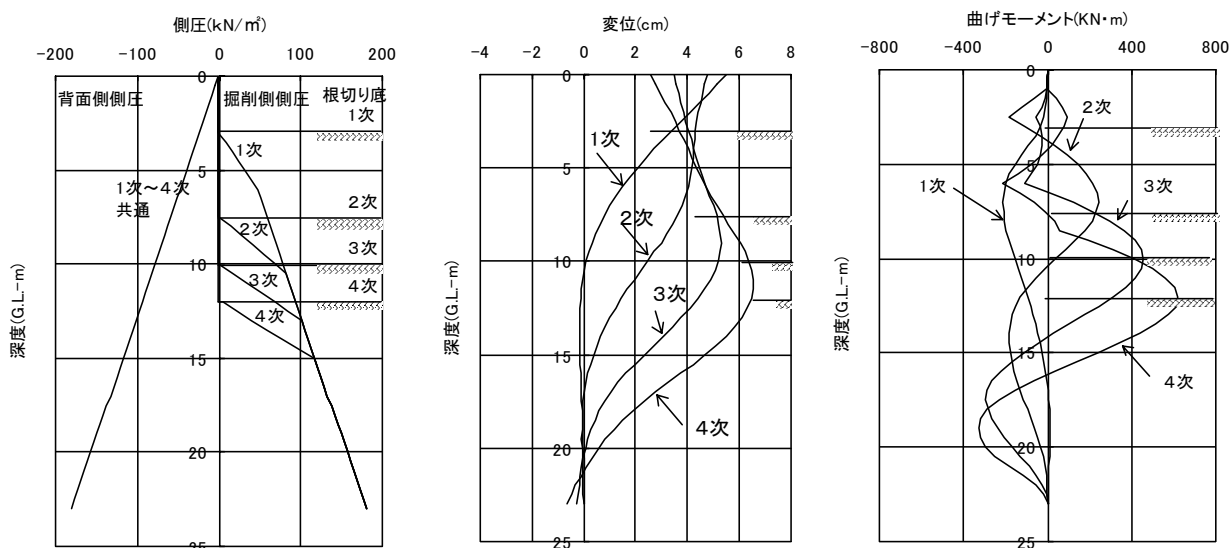 側圧(kN/㎡)
-200 -100 0 100 200
背面側側圧
掘削側側圧
根切り底
1次
1次
5
1次～4次
共通
2次
2次
3次
10
3次
4次
4次
15
20
25
深度(G.L.-m)
変位(cm)
-4 -2 0 2 4 6 8
0
1次
5
2次
10
3次
15
4次
20
25
深度(G.L.-m)
曲げモーメント(KN・m)
-800 -400 0 400 800
0
2次
5
1次
3次
10
15
4次
20
25
深度(G.L.-m)